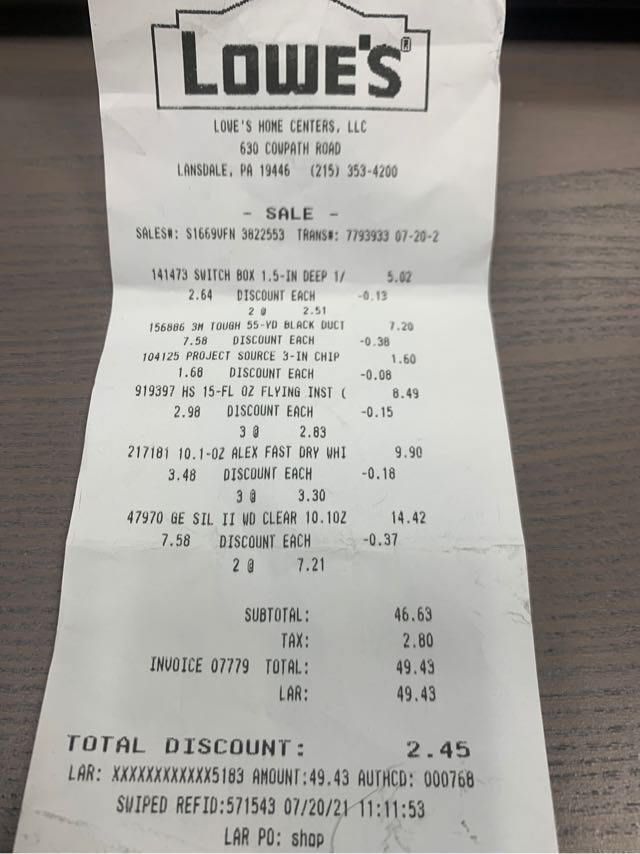 LOWE'S®
LOWE'S HOME CENTERS, LLC
630 COWPATH ROAD
LANSDALE, PA 19446 (215) 353-4200
- SALE -
SALES#: S1669VFN 3822553 TRANS#: 7793933 07-20-2
141473 SWITCH BOX 1.5-IN DEEP 1/ 5.02
2.64 DISCOUNT EACH -0.13
2 @ 2.51
156886 3M TOUGH 55-YD BLACK DUCT 7.20
7.58 DISCOUNT EACH -0.38
104125 PROJECT SOURCE 3-IN CHIP 1.60
1.68 DISCOUNT EACH -0.08
919397 HS 15-FL OZ FLYING INST ( 8.49
2.98 DISCOUNT EACH -0.15
3 @ 2.83
217181 10.1-OZ ALEX FAST DRY WHI 9.90
3.48 DISCOUNT EACH -0.18
3 @ 3.30
47970 GE SIL II WD CLEAR 10.1OZ 14.42
7.58 DISCOUNT EACH -0.37
2 @ 7.21
SUBTOTAL: 46.63
TAX: 2.80
INVOICE 07779 TOTAL: 49.43
LAR: 49.43
TOTAL DISCOUNT: 2.45
LAR: XXXXXXXXXXXX5183 AMOUNT:49.43 AUTHCD: 000768
SWIPED REFID:571543 07/20/21 11:11:53
LAR PO: shop